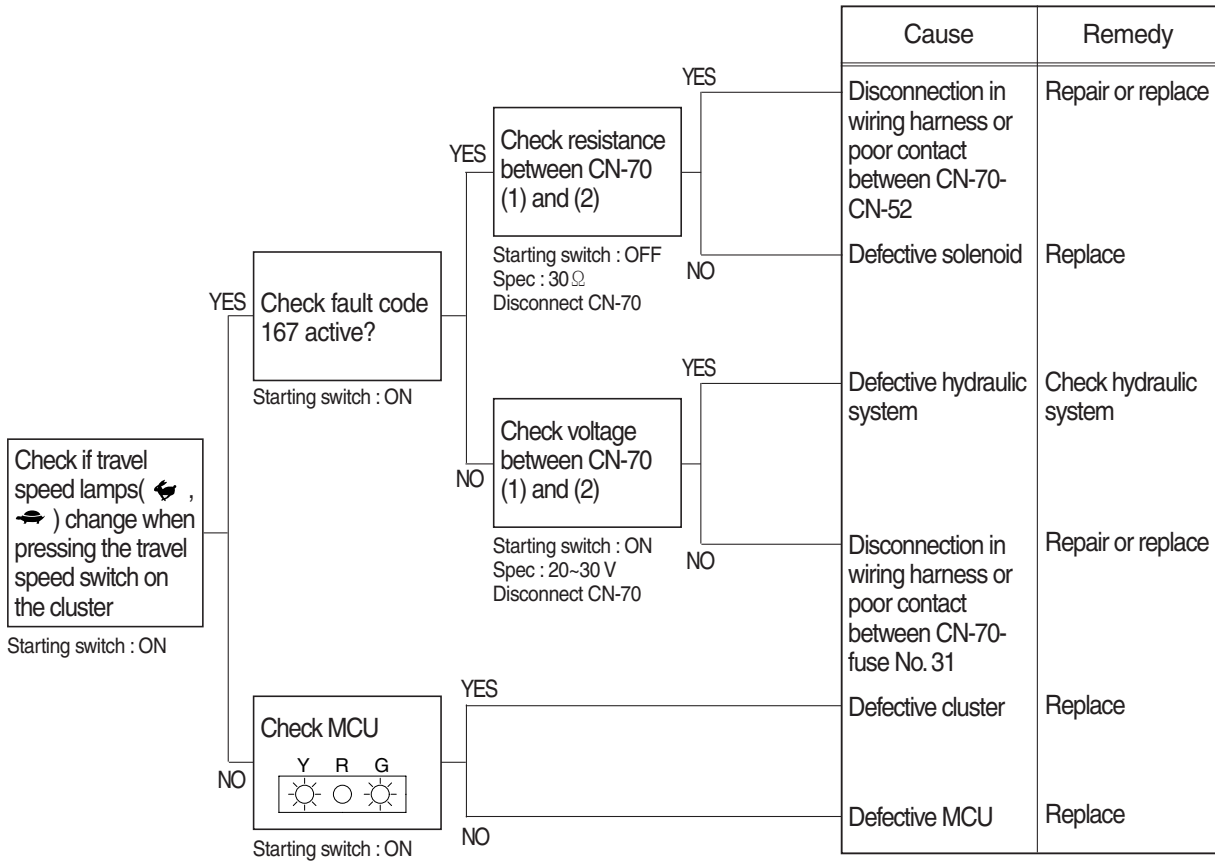 Cause
Remedy
YES
Disconnection in
wiring harness or
poor contact
between CN-70-
CN-52
Repair or replace
YES
Check resistance
between CN-70
(1) and (2)
Starting switch : OFF
Spec : 30Ω
Disconnect CN-70
NO
Defective solenoid
Replace
YES
Check fault code
167 active?
Starting switch : ON
YES
Defective hydraulic
system
Check hydraulic
system
NO
Check voltage
between CN-70
(1) and (2)
Starting switch : ON
Spec : 20~30 V
Disconnect CN-70
NO
Disconnection in
wiring harness or
poor contact
between CN-70-
fuse No. 31
Repair or replace
Check if travel
speed lamps( ,
) change when
pressing the travel
speed switch on
the cluster
Starting switch : ON
NO
Check MCU
Y R G
Starting switch : ON
YES
Defective cluster
Replace
NO
Defective MCU
Replace